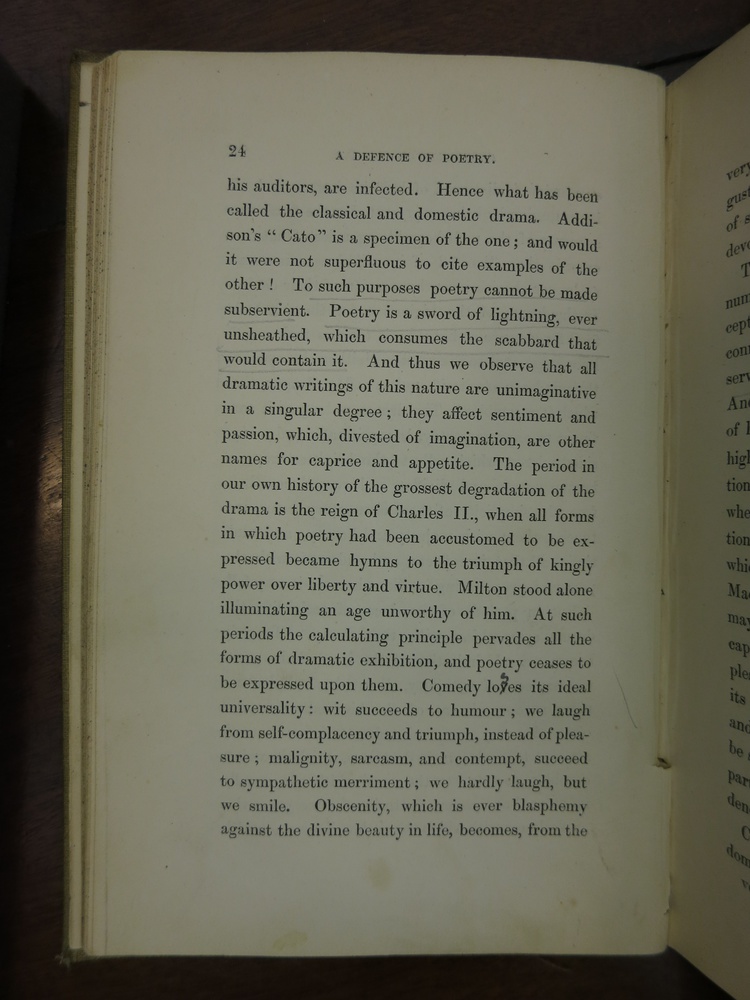 24
A DEFENCE OF POETRY.
his auditors, are infected. Hence what has been
called the classical and domestic drama. Addi-
son's “ Cato” is a specimen of the one ; and would
it were not superfluous to cite examples of the
other ! To such purposes poetry cannot be made
subservient. Poetry is a sword of lightning, ever
unsheathed, which consumes the scabbard that
would contain it. And thus we observe that all
dramatic writings of this nature are unimaginative
in a singular degree ; they affect sentiment and
passion, which, divested of imagination, are other
names for caprice and appetite. The period in
our own history of the grossest degradation of the
drama is the reign of Charles II., when all forms
in which poetry had been accustomed to be ex-
pressed became hymns to the triumph of kingly
power over liberty and virtue. Milton stood alone
illuminating an age unworthy of him. At such
periods the calculating principle pervades all the
forms of dramatic exhibition, and poetry ceases to
be expressed upon them. Comedy loses its ideal
universality : wit succeeds to humour ; we laugh
from self-complacency and triumph, instead of plea-
sure ; malignity, sarcasm, and contempt, succeed
to sympathetic merriment ; we hardly laugh, but
we smile. Obscenity, which is ever blasphemy
against the divine beauty in life, becomes, from the